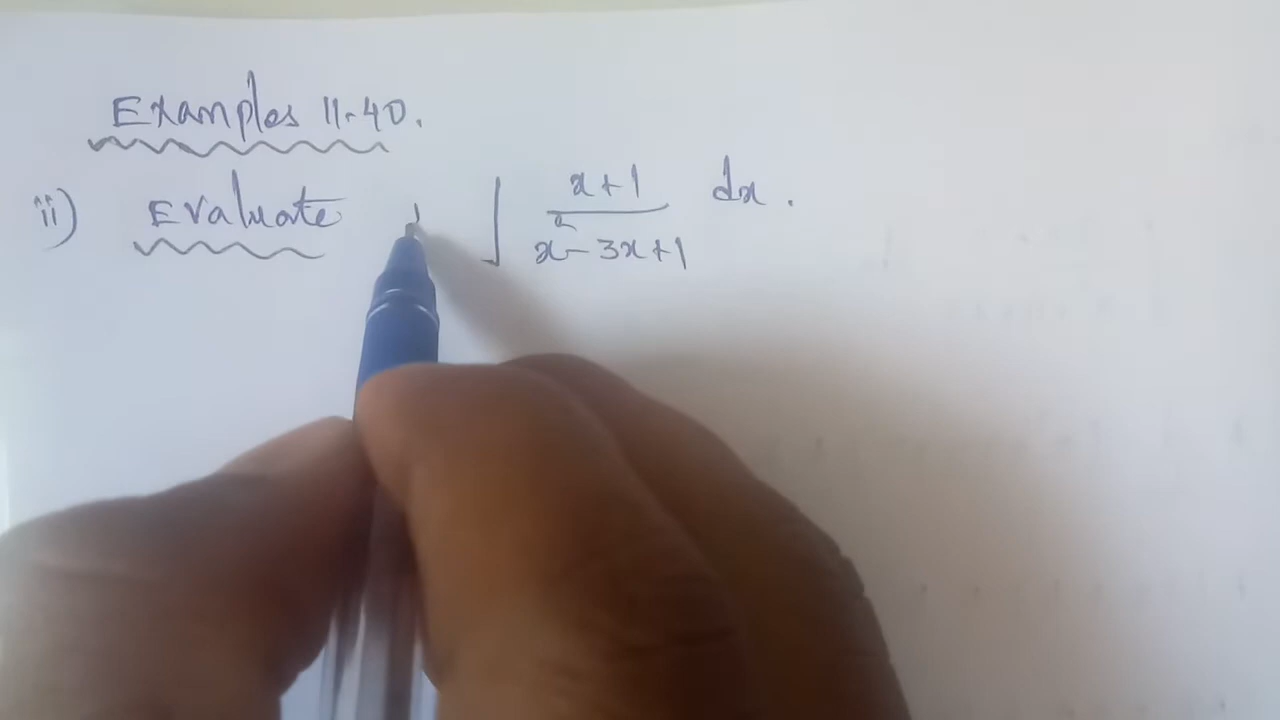 Examples 11.40.
ii) Evaluate ∫ (x+1)/(x²-3x+1) dx.